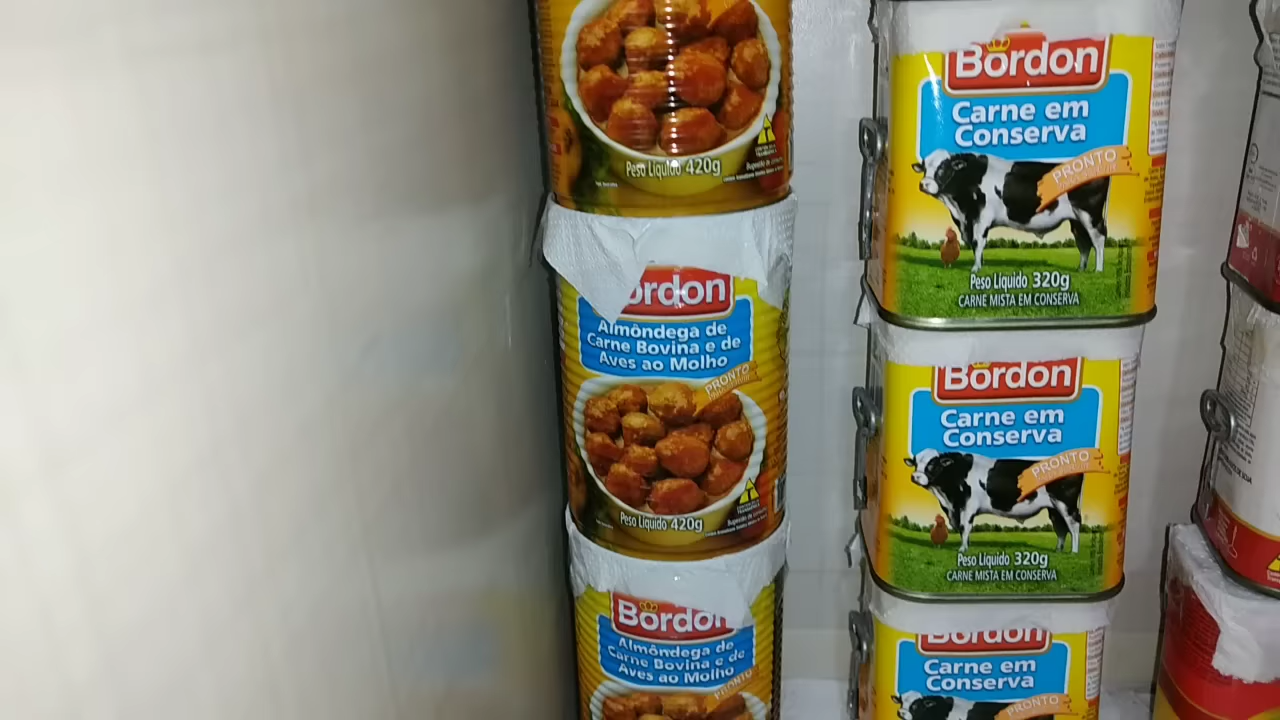 Peso Líquido 420g
Bordon
Almôndega de
Carne Bovina e de
Aves ao Molho
PRONTO
Peso Líquido 420g
Bordon
Almôndega de
Carne Bovina e de
Aves ao Molho
PRONTO
Bordon
Carne em
Conserva
PRONTO
Peso Líquido 320g
CARNE MISTA EM CONSERVA
Bordon
Carne em
Conserva
PRONTO
Peso Líquido 320g
CARNE MISTA EM CONSERVA
Bordon
Carne em
Conserva
PRONTO